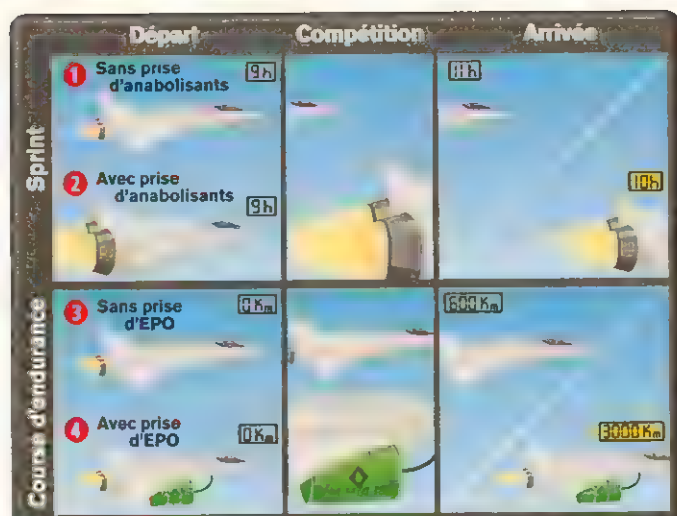 Départ
Compétition
Arrivée
Sprint
1 Sans prise
d'anabolisants
9h
11h
2 Avec prise
d'anabolisants
9h
10h
Course d'endurance
3 Sans prise
d'EPO
0 Km
600 Km
4 Avec prise
d'EPO
0 Km
3000 Km